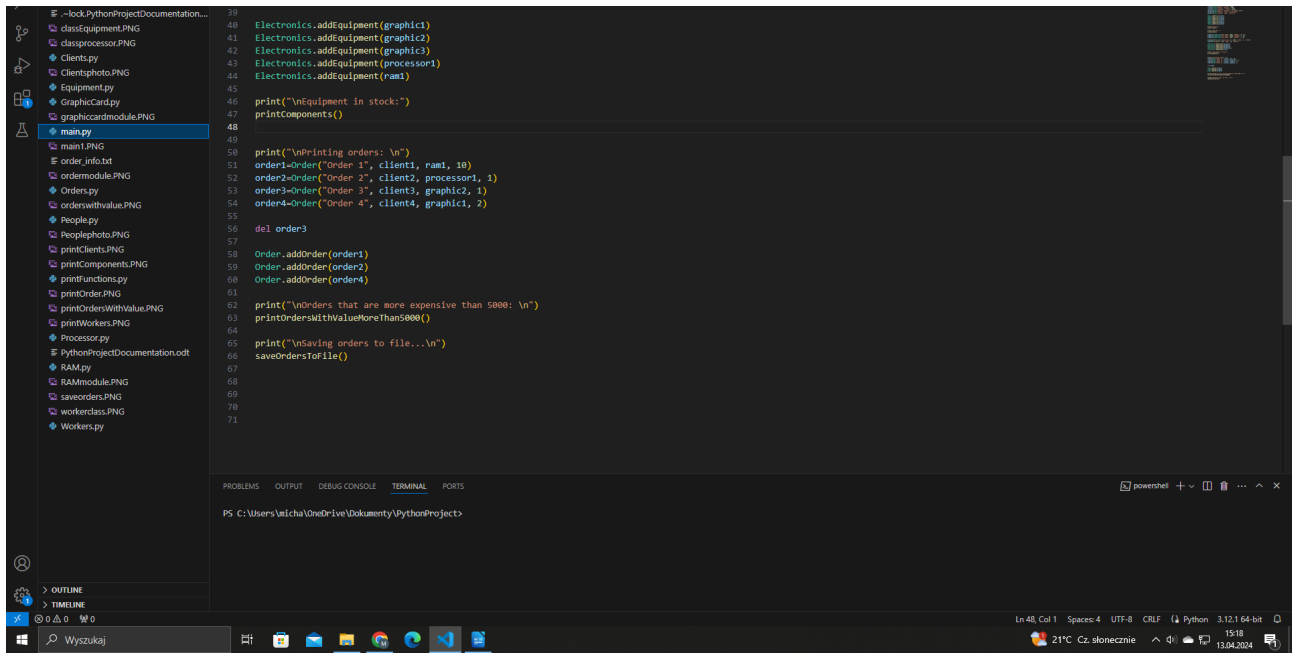 .~lock.PythonProjectDocumentation....
classEquipment.PNG
classprocessor.PNG
Clients.py
Clientsphoto.PNG
Equipment.py
GraphicCard.py
graphiccardmodule.PNG
main.py
main1.PNG
order_info.txt
ordermodule.PNG
Orders.py
orderswithvalue.PNG
People.py
Peoplephoto.PNG
printClients.PNG
printComponents.PNG
printFunctions.py
printOrder.PNG
printOrdersWithValue.PNG
printWorkers.PNG
Processor.py
PythonProjectDocumentation.odt
RAM.py
RAMmodule.PNG
saveorders.PNG
workerclass.PNG
Workers.py
OUTLINE
TIMELINE
39
40 Electronics.addEquipment(graphic1)
41 Electronics.addEquipment(graphic2)
42 Electronics.addEquipment(graphic3)
43 Electronics.addEquipment(processor1)
44 Electronics.addEquipment(ram1)
45
46 print("\nEquipment in stock:")
47 printComponents()
48
49
50 print("\nPrinting orders: \n")
51 order1=Order("Order 1", client1, ram1, 10)
52 order2=Order("Order 2", client2, processor1, 1)
53 order3=Order("Order 3", client3, graphic2, 1)
54 order4=Order("Order 4", client4, graphic1, 2)
55
56 del order3
57
58 Order.addOrder(order1)
59 Order.addOrder(order2)
60 Order.addOrder(order4)
61
62 print("\nOrders that are more expensive than 5000: \n")
63 printOrdersWithValueMoreThan5000()
64
65 print("\nSaving orders to file...\n")
66 saveOrdersToFile()
67
68
69
70
71
PROBLEMS OUTPUT DEBUG CONSOLE TERMINAL PORTS
powershell
PS C:\Users\micha\OneDrive\Dokumenty\PythonProject>
0 0 0
Ln 48, Col 1 Spaces: 4 UTF-8 CRLF Python 3.12.1 64-bit
Wyszukaj
21°C Cz. słonecznie
15:18
13.04.2024